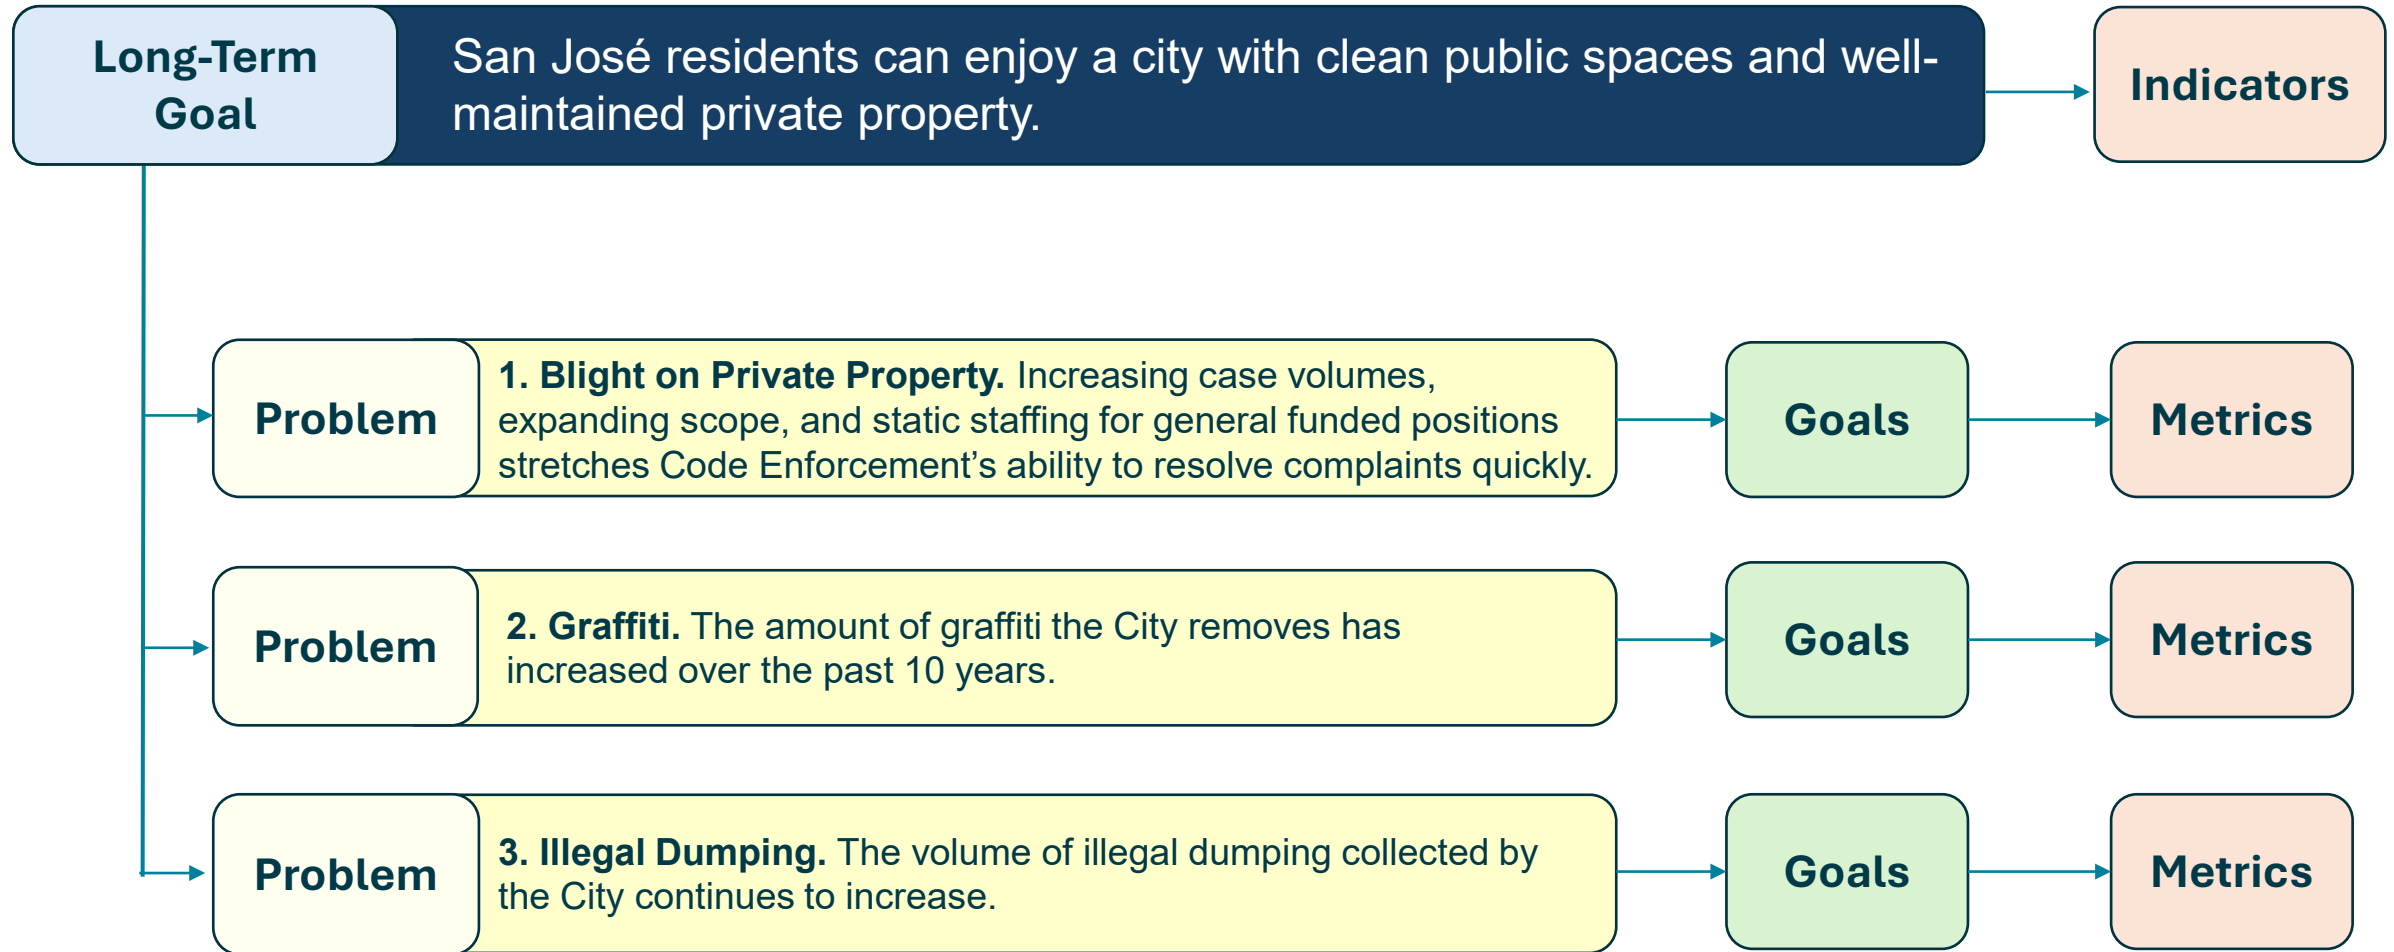 Long-Term
Goal
San José residents can enjoy a city with clean public spaces and well-
maintained private property.
Indicators
Problem
1. Blight on Private Property. Increasing case volumes,
expanding scope, and static staffing for general funded positions
stretches Code Enforcement’s ability to resolve complaints quickly.
Goals
Metrics
Problem
2. Graffiti. The amount of graffiti the City removes has
increased over the past 10 years.
Goals
Metrics
Problem
3. Illegal Dumping. The volume of illegal dumping collected by
the City continues to increase.
Goals
Metrics